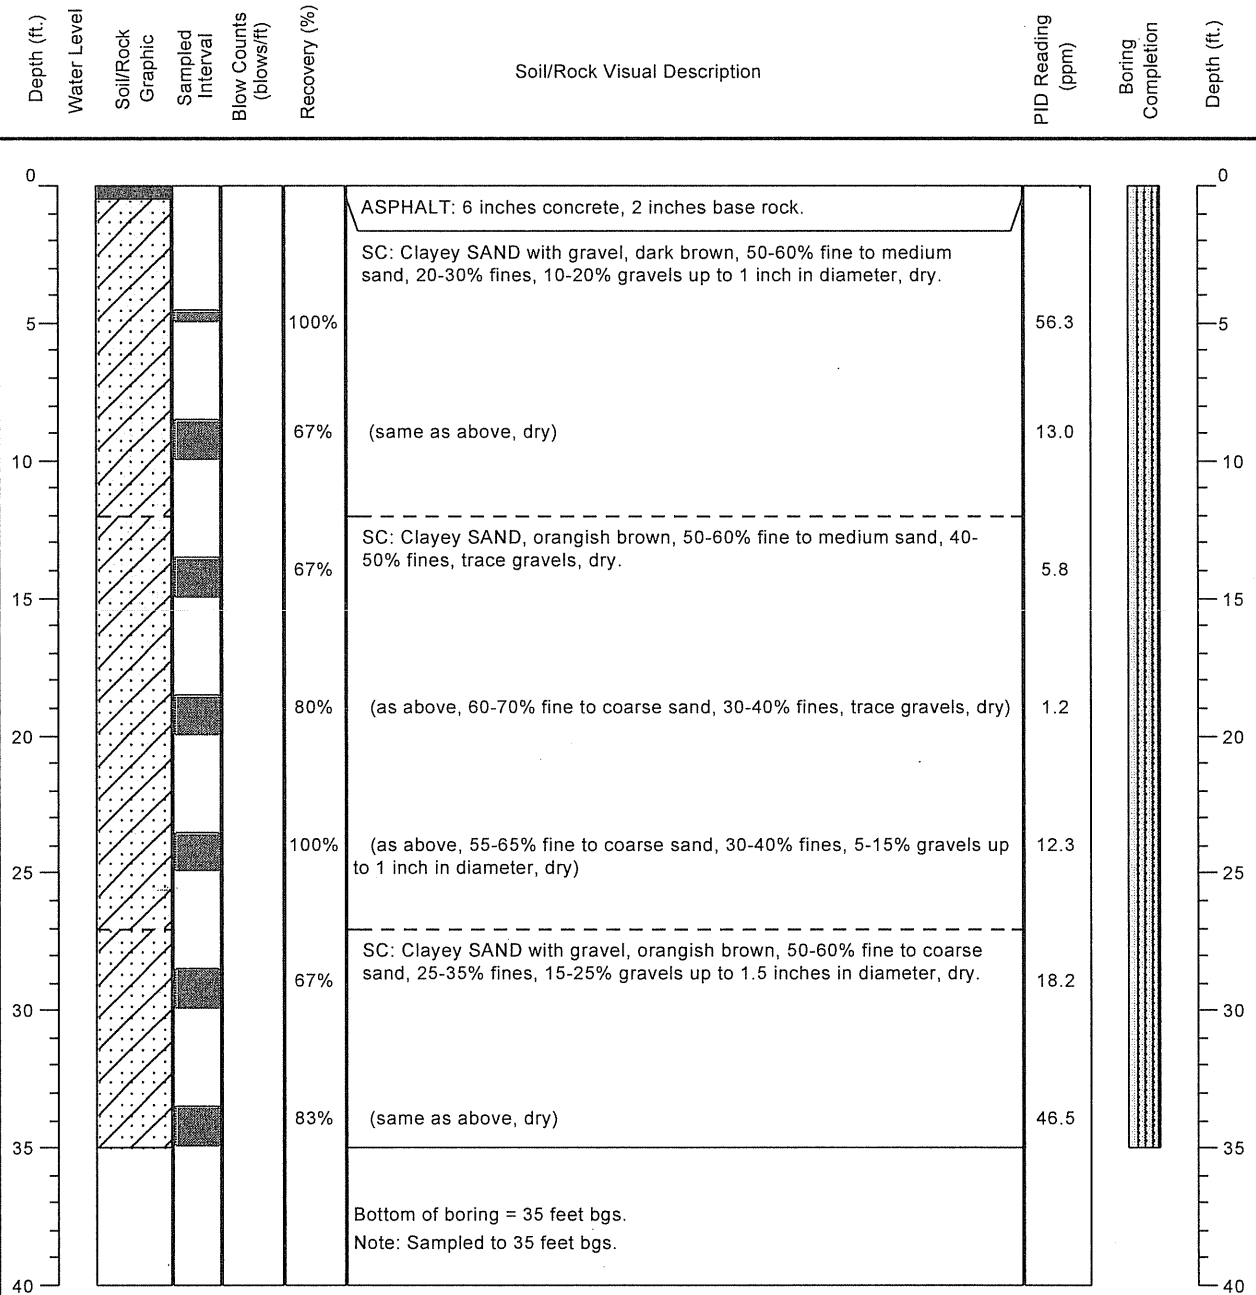 Depth (ft.)
Water Level
Soil/Rock
Graphic
Sampled
Interval
Blow Counts
(blows/ft)
Recovery (%)
Soil/Rock Visual Description
PID Reading
(ppm)
Boring
Completion
Depth (ft.)
0
0
ASPHALT: 6 inches concrete, 2 inches base rock.
SC: Clayey SAND with gravel, dark brown, 50-60% fine to medium
sand, 20-30% fines, 10-20% gravels up to 1 inch in diameter, dry.
5
100%
56.3
5
67%
(same as above, dry)
13.0
10
10
SC: Clayey SAND, orangish brown, 50-60% fine to medium sand, 40-
50% fines, trace gravels, dry.
67%
5.8
15
15
80%
(as above, 60-70% fine to coarse sand, 30-40% fines, trace gravels, dry)
1.2
20
20
100%
(as above, 55-65% fine to coarse sand, 30-40% fines, 5-15% gravels up
to 1 inch in diameter, dry)
12.3
25
25
SC: Clayey SAND with gravel, orangish brown, 50-60% fine to coarse
sand, 25-35% fines, 15-25% gravels up to 1.5 inches in diameter, dry.
67%
18.2
30
30
83%
(same as above, dry)
46.5
35
35
Bottom of boring = 35 feet bgs.
Note: Sampled to 35 feet bgs.
40
40